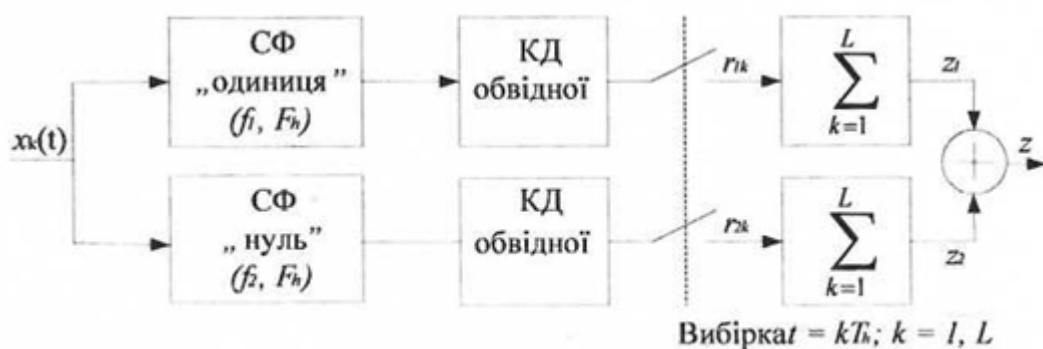 СФ
„одиниця”
(f1, Fh)
КД
обвідної
r1k
L
∑
k=1
z1
xk(t)
z
СФ
„нуль”
(f2, Fh)
КД
обвідної
r2k
L
∑
k=1
z2
Вибіркаt = kTh; k = 1, L